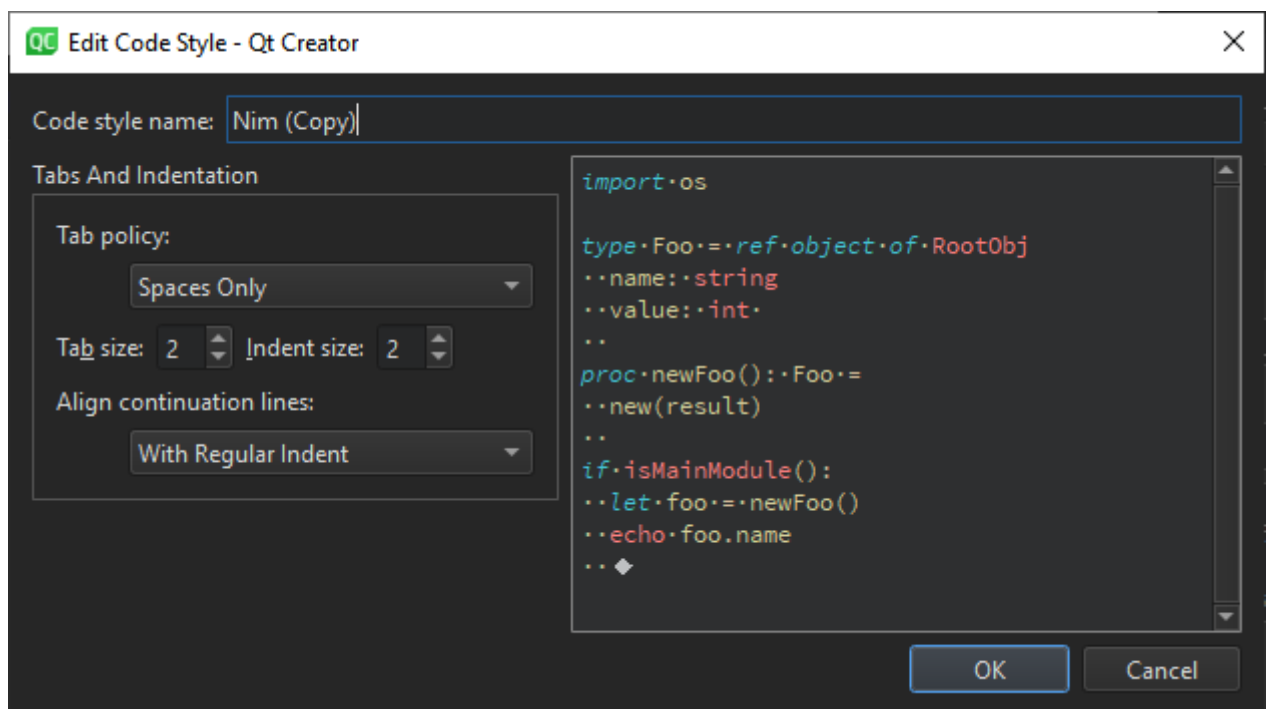 QC Edit Code Style - Qt Creator
Code style name: Nim (Copy)
Tabs And Indentation
Tab policy:
Spaces Only
Tab size: 2 Indent size: 2
Align continuation lines:
With Regular Indent
import·os
type·Foo·=·ref·object·of·RootObj
··name:·string
··value:·int·
··
proc·newFoo():·Foo·=
··new(result)
··
if·isMainModule():
··let·foo·=·newFoo()
··echo·foo.name
··◆
OK Cancel